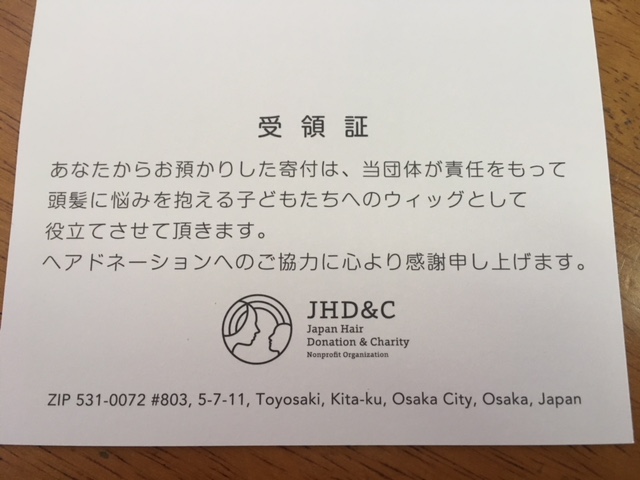 受領証
あなたからお預かりした寄付は、当団体が責任をもって
頭髪に悩みを抱える子どもたちへのウィッグとして
役立てさせて頂きます。
ヘアドネーションへのご協力に心より感謝申し上げます。
JHD&C
Japan Hair
Donation & Charity
Nonprofit Organization
ZIP 531-0072 #803, 5-7-11, Toyosaki, Kita-ku, Osaka City, Osaka, Japan